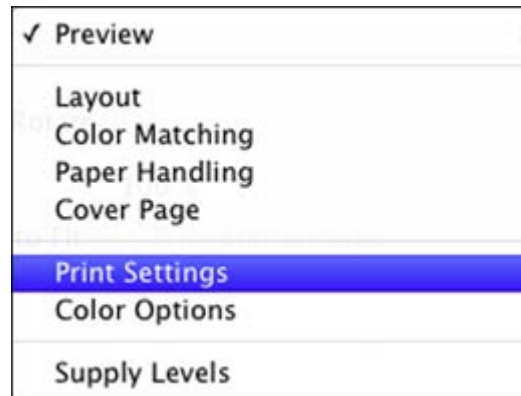 ✓ Preview
Layout
Color Matching
Paper Handling
Cover Page
Print Settings
Color Options
Supply Levels